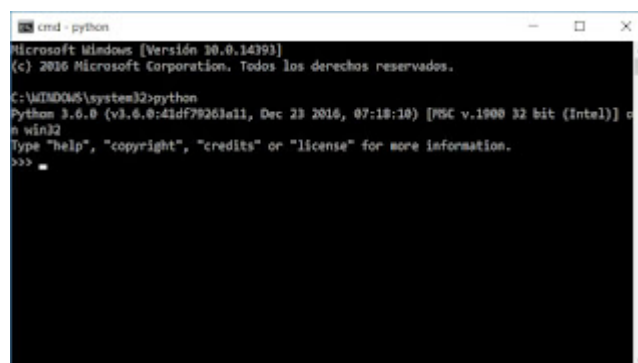 cmd - python
Microsoft Windows [Versión 10.0.14393]
(c) 2016 Microsoft Corporation. Todos los derechos reservados.
C:\WINDOWS\system32>python
Python 3.6.0 (v3.6.0:41df79263a11, Dec 23 2016, 07:18:10) [MSC v.1900 32 bit (Intel)] o
n win32
Type "help", "copyright", "credits" or "license" for more information.
>>>